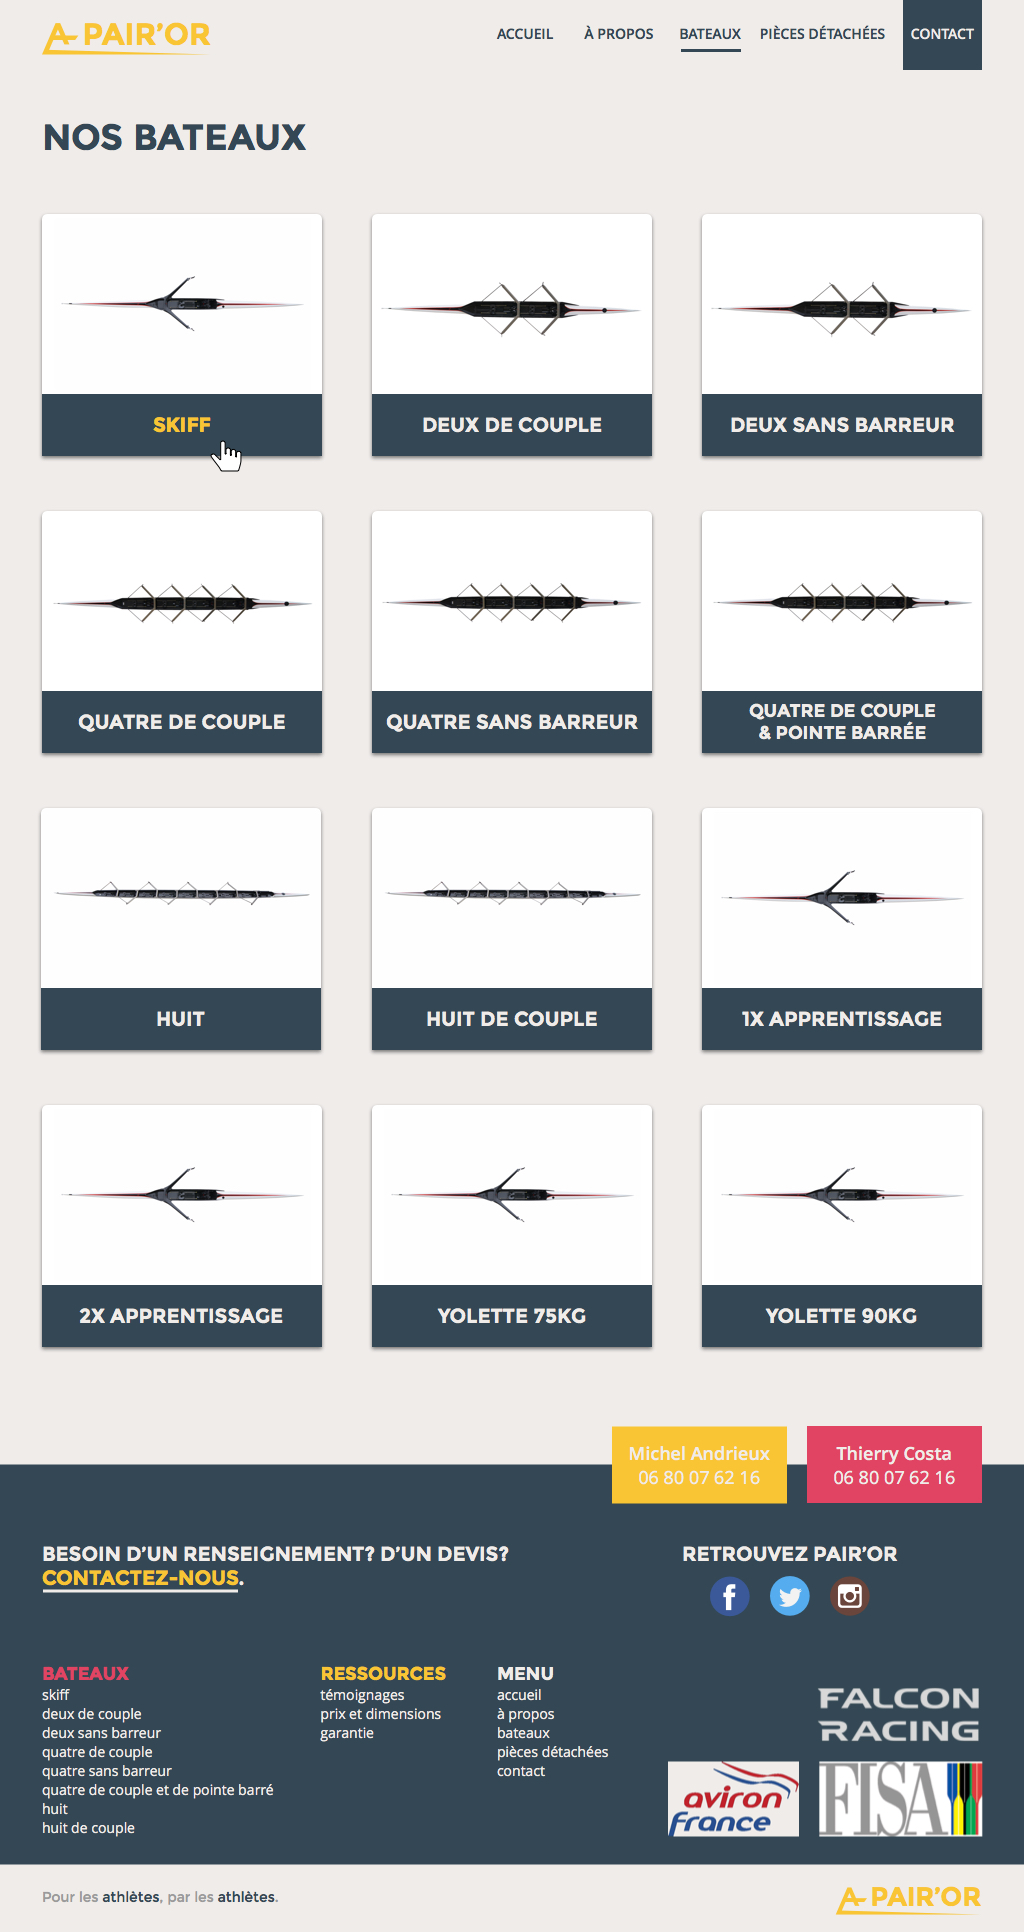 A PAIR'OR
ACCUEIL
À PROPOS
BATEAUX
PIÈCES DÉTACHÉES
CONTACT
NOS BATEAUX
SKIFF
DEUX DE COUPLE
DEUX SANS BARREUR
QUATRE DE COUPLE
QUATRE SANS BARREUR
QUATRE DE COUPLE
& POINTE BARRÉE
HUIT
HUIT DE COUPLE
1X APPRENTISSAGE
2X APPRENTISSAGE
YOLETTE 75KG
YOLETTE 90KG
Michel Andrieux
06 80 07 62 16
Thierry Costa
06 80 07 62 16
BESOIN D'UN RENSEIGNEMENT? D'UN DEVIS?
CONTACTEZ-NOUS.
RETROUVEZ PAIR'OR
BATEAUX
skiff
deux de couple
deux sans barreur
quatre de couple
quatre sans barreur
quatre de couple et de pointe barré
huit
huit de couple
RESSOURCES
témoignages
prix et dimensions
garantie
MENU
accueil
à propos
bateaux
pièces détachées
contact
FALCON
RACING
aviron
france
FISA
Pour les athlètes, par les athlètes.
A PAIR'OR